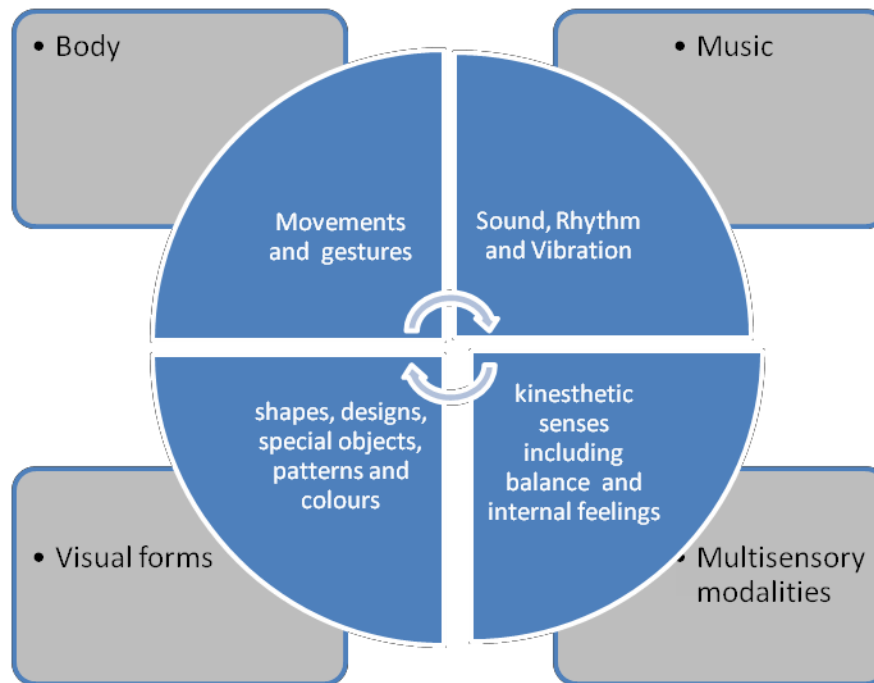 • Body
• Music
Movements
and gestures
Sound, Rhythm
and Vibration
shapes, designs,
special objects,
patterns and
colours
kinesthetic
senses
including
balance and
internal feelings
• Visual forms
• Multisensory
modalities